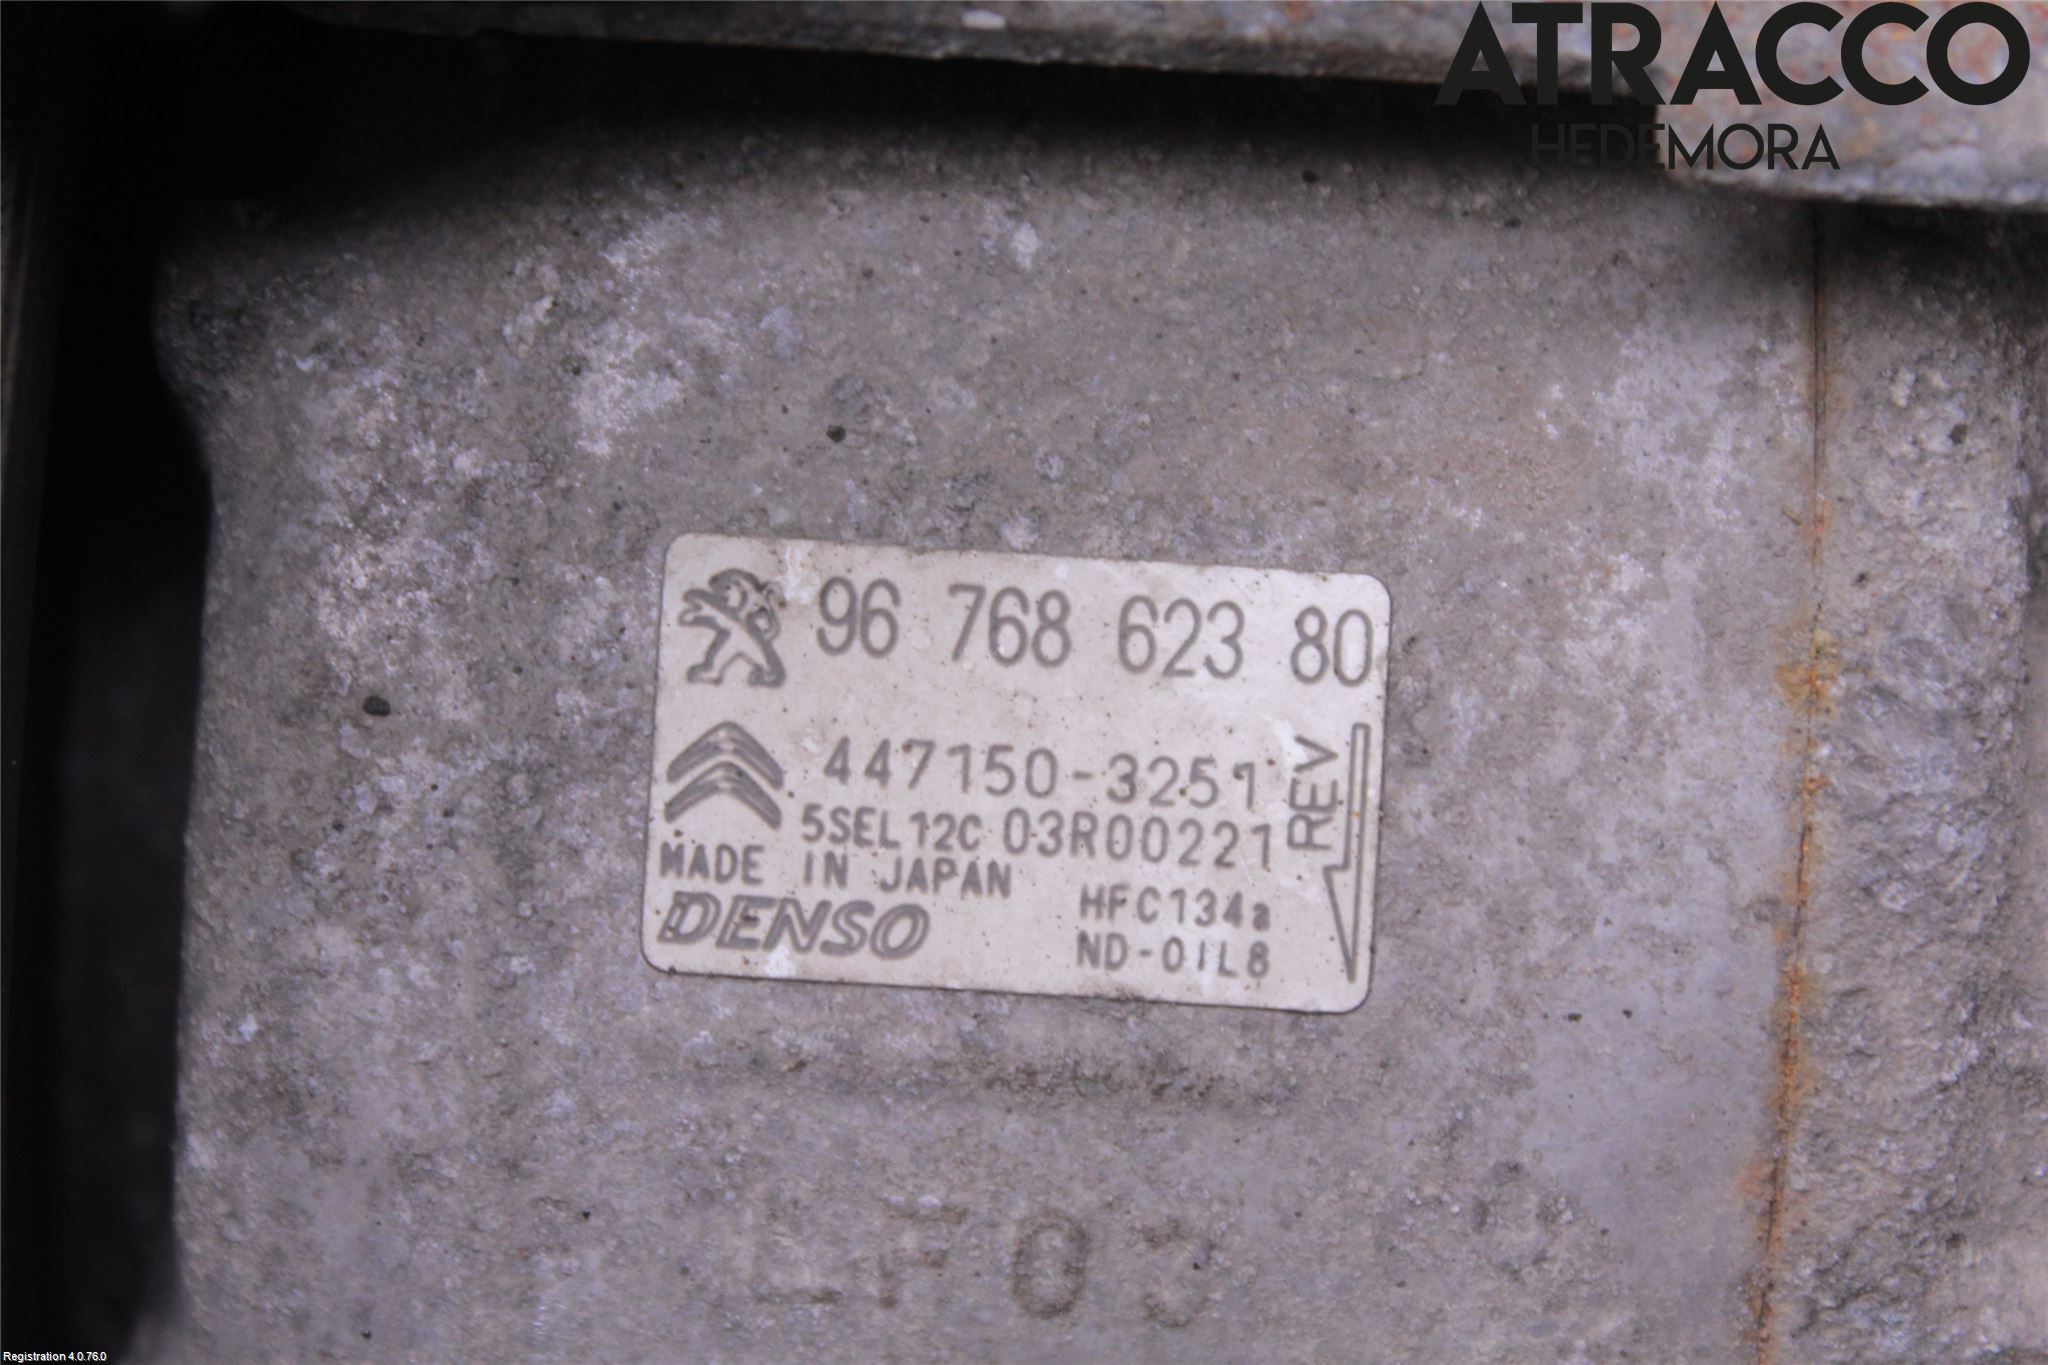 ATRACCO
HEDEMORA
96 768 623 80
447150-3251
5SEL12C 03R00221
REV
MADE IN JAPAN
HFC134a
DENSO
ND-OIL8
Registration 4.0.76.0